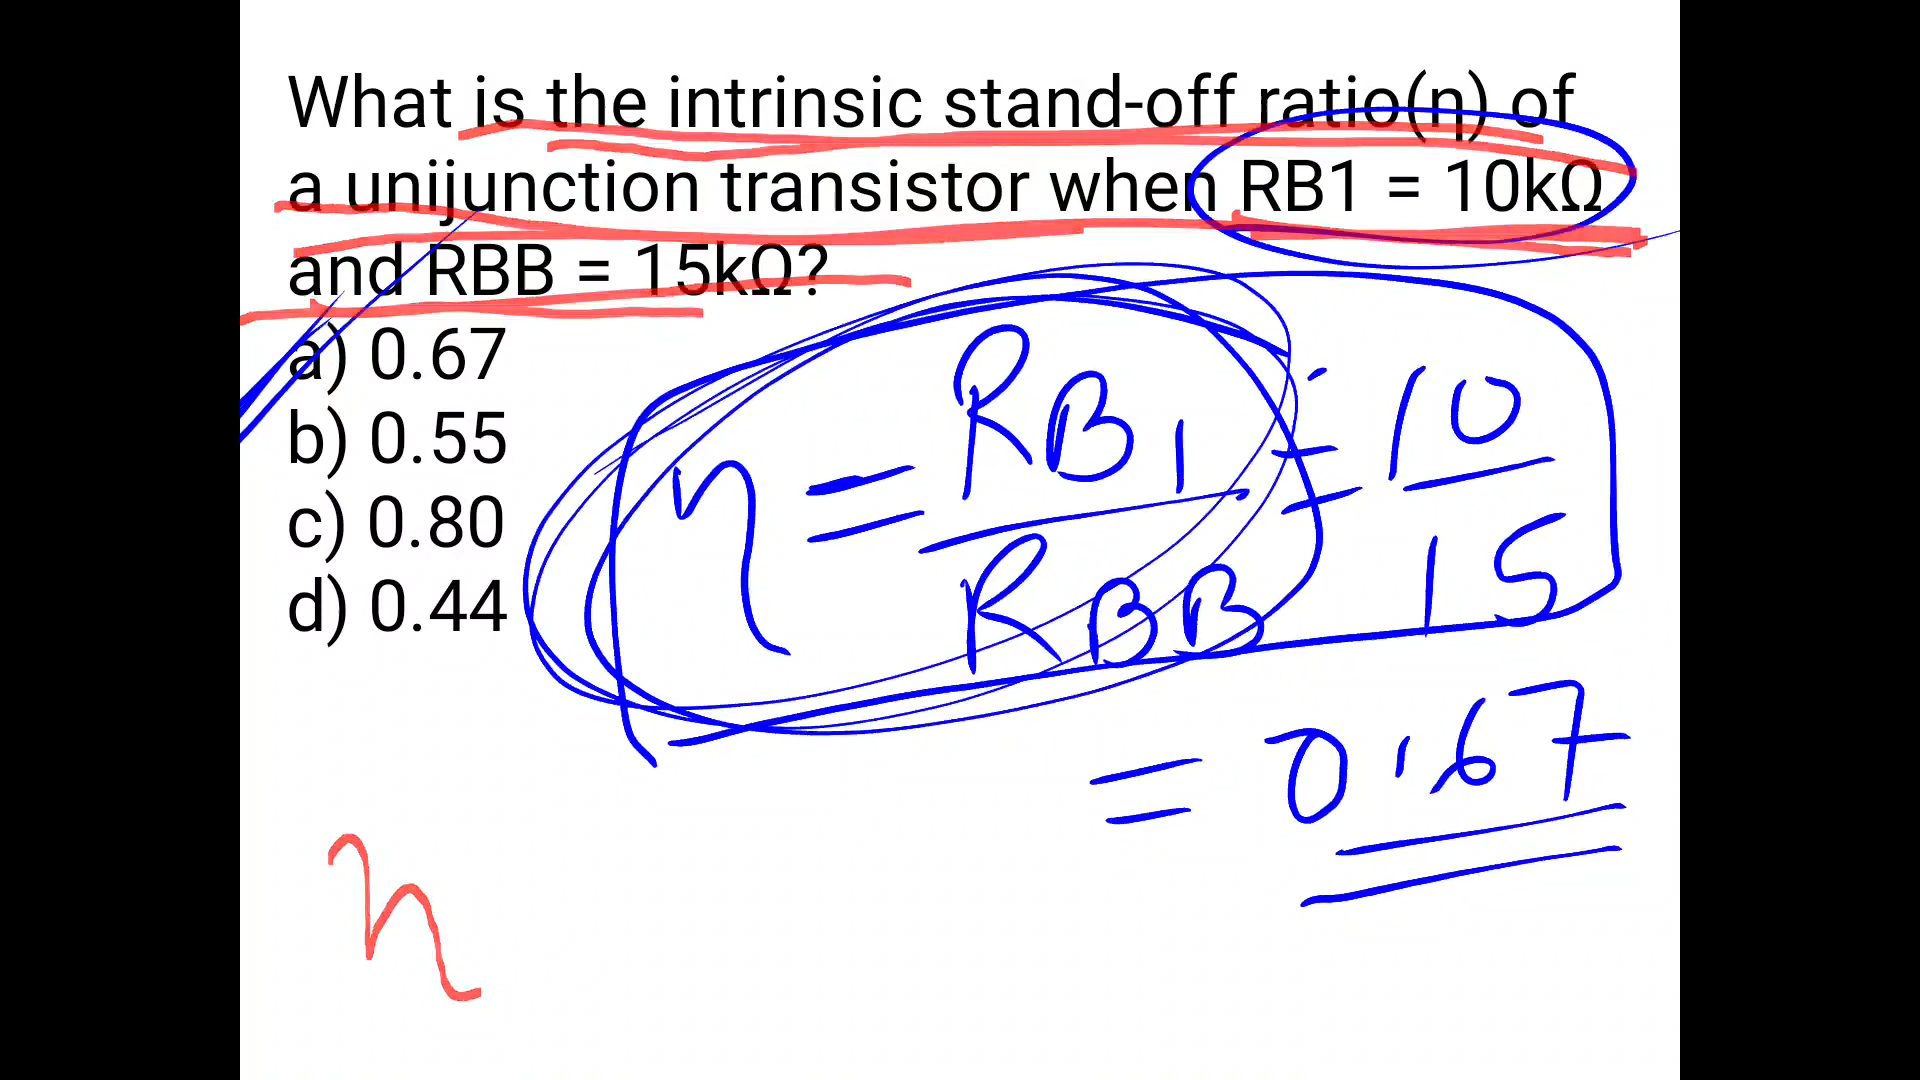 What is the intrinsic stand-off ratio(η) of
a unijunction transistor when RB1 = 10kΩ
and RBB = 15kΩ?
a) 0.67
b) 0.55
c) 0.80
d) 0.44
η = RB1 / RBB = 10 / 15
= 0.67
η